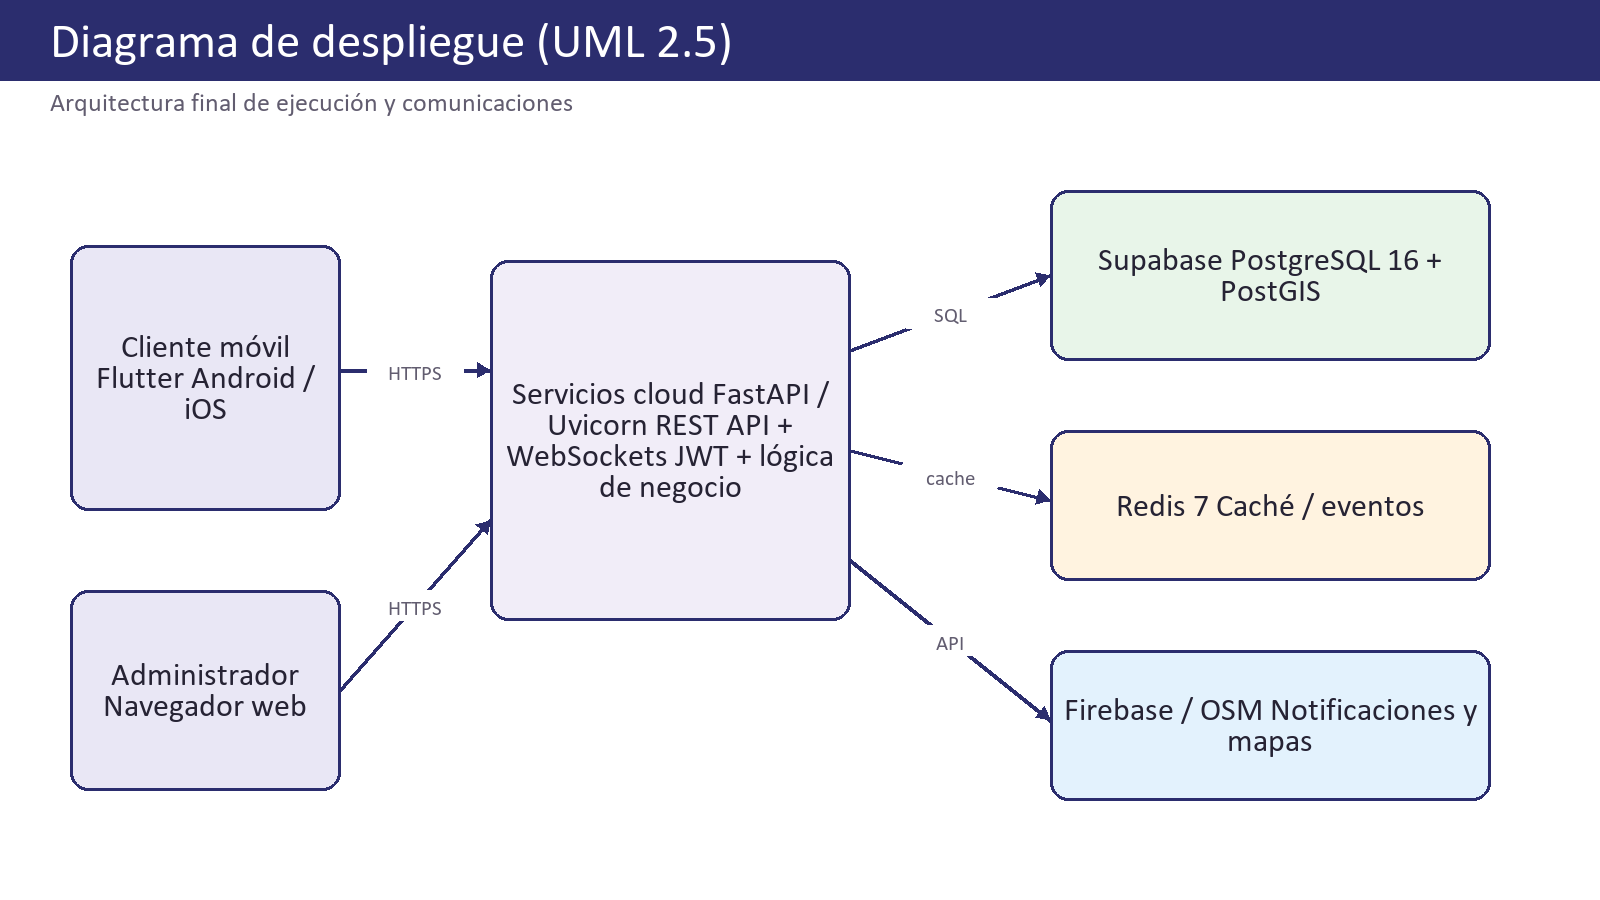 Diagrama de despliegue (UML 2.5)
Arquitectura final de ejecución y comunicaciones
Cliente móvil
Flutter Android /
iOS
HTTPS
Administrador
Navegador web
HTTPS
Servicios cloud FastAPI /
Uvicorn REST API +
WebSockets JWT + lógica
de negocio
SQL
cache
API
Supabase PostgreSQL 16 +
PostGIS
Redis 7 Caché / eventos
Firebase / OSM Notificaciones y
mapas